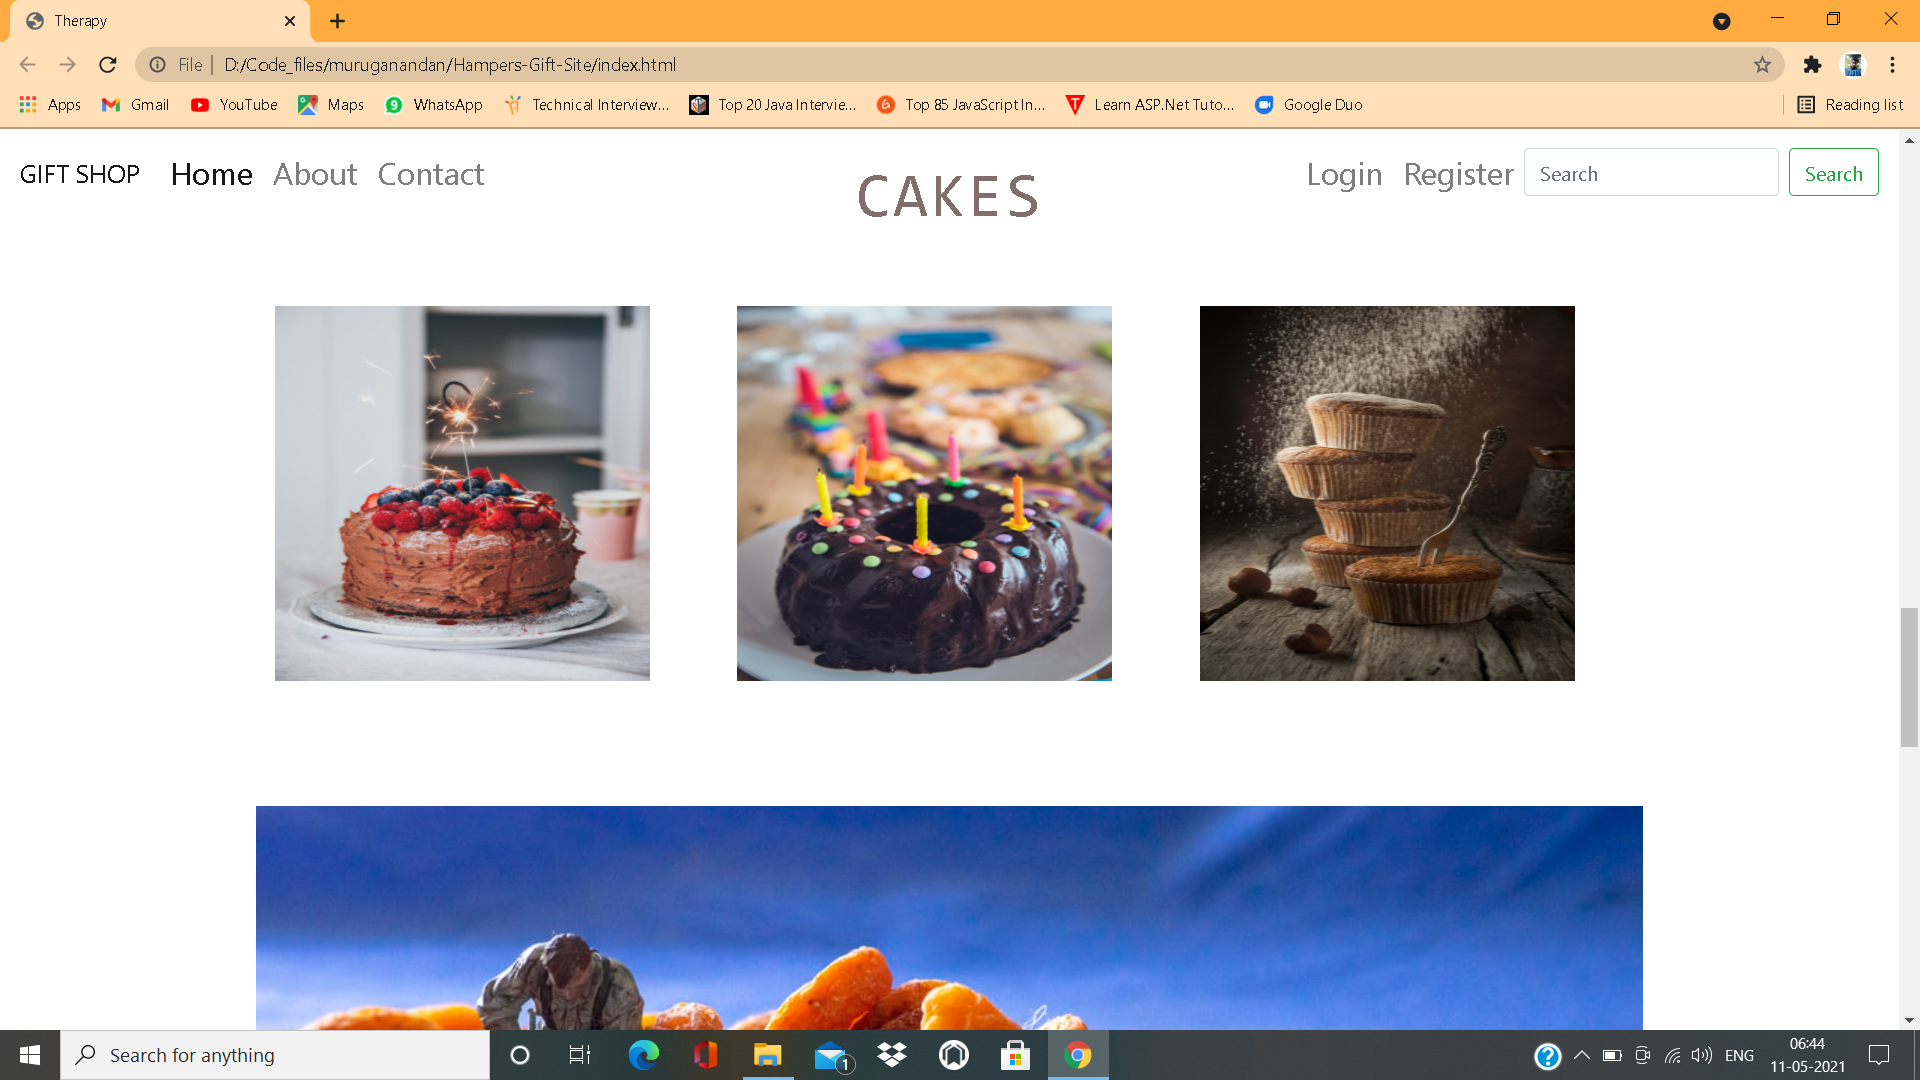 Therapy
File D:/Code_files/muruganandan/Hampers-Gift-Site/index.html
Apps Gmail YouTube Maps WhatsApp Technical Interview... Top 20 Java Intervie... Top 85 JavaScript In... Learn ASP.Net Tuto... Google Duo Reading list
GIFT SHOP Home About Contact Login Register Search Search
CAKES
Search for anything
1
ENG
06:44
11-05-2021